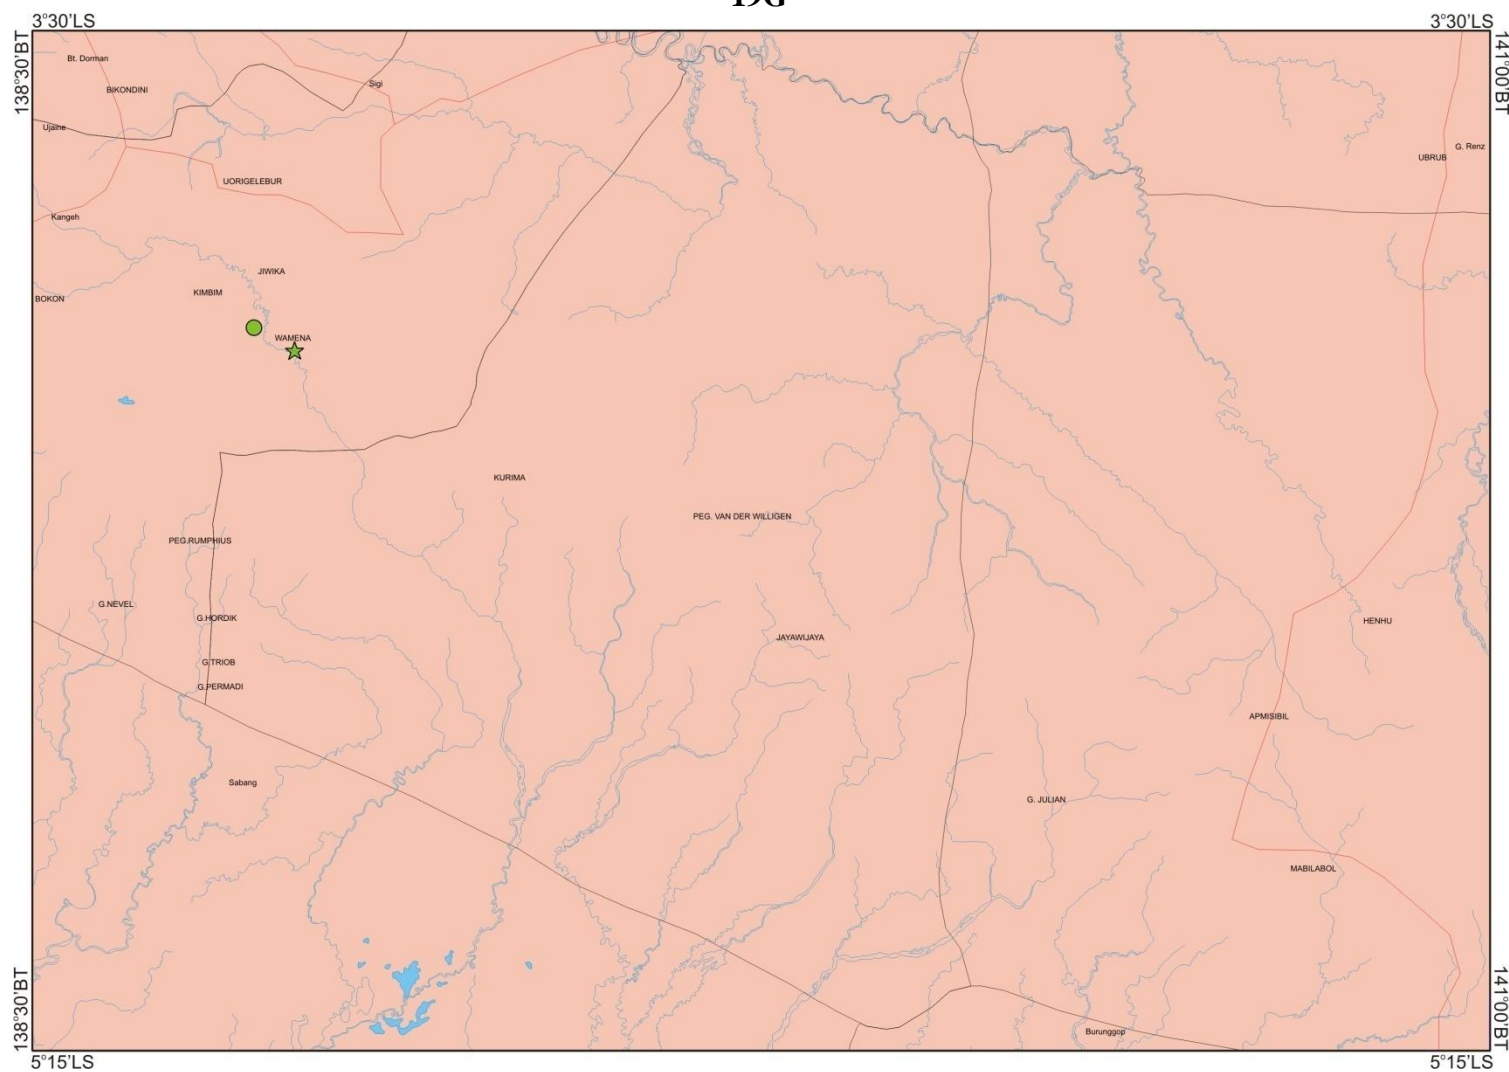 3°30'LS 3°30'LS
138°30'BT 141°00'BT
Bt. Dorman
Sigi
BIKONDINI
Ujaine
G. Renz
UBRUB
UORIGELEBUR
Kangeh
JIWIKA
KIMBIM
BOKON
WAMENA
KURIMA
PEG. VAN DER WILLIGEN
PEG.RUMPHIUS
G.NEVEL
G.HORDIK
HENHU
JAYAWIJAYA
G.TRIOB
G.PERMADI
APMISIBIL
Sabang
G. JULIAN
MABILABOL
Burunggop
138°30'BT 141°00'BT
5°15'LS 5°15'LS